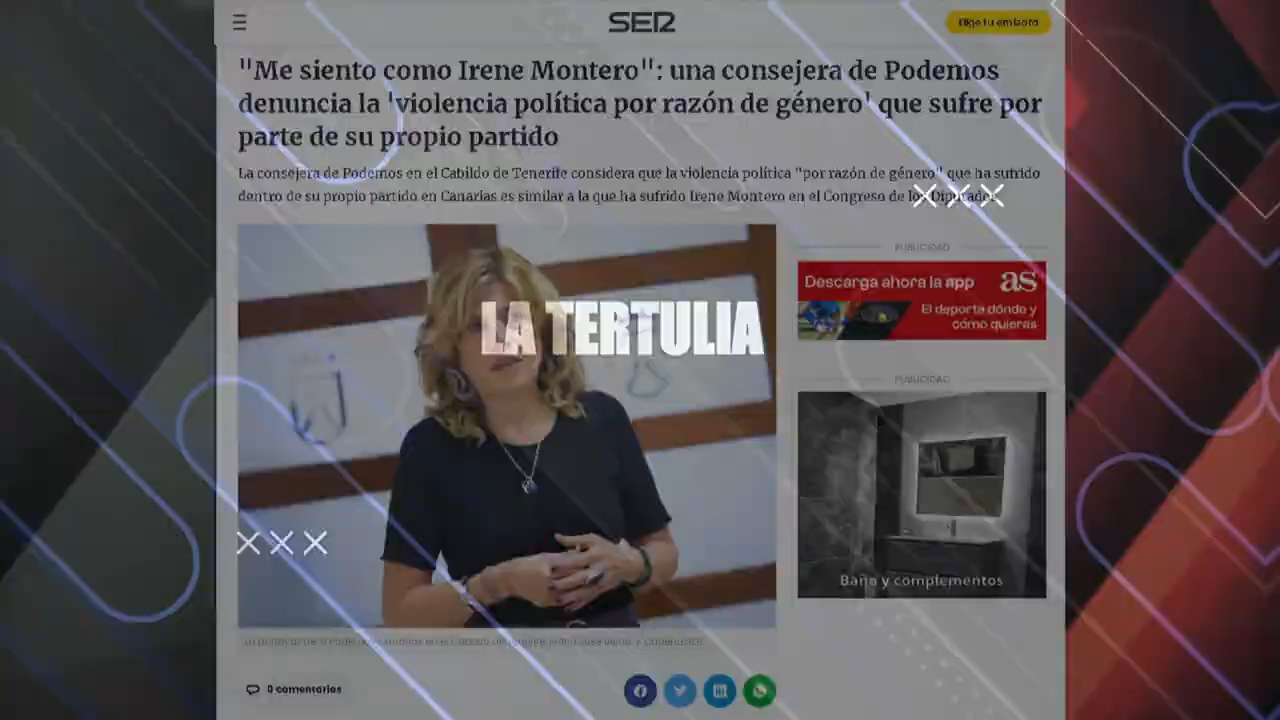 SER
Elige tu emisora
"Me siento como Irene Montero": una consejera de Podemos
denuncia la 'violencia política por razón de género' que sufre por
parte de su propio partido
La consejera de Podemos en el Cabildo de Tenerife considera que la violencia política "por razón de género" que ha sufrido
dentro de su propio partido en Canarias es similar a la que ha sufrido Irene Montero en el Congreso de los Diputados
PUBLICIDAD
Descarga ahora la app
as
El deporte dónde y
cómo quieras
LA TERTULIA
PUBLICIDAD
Baño y complementos
0 comentarios